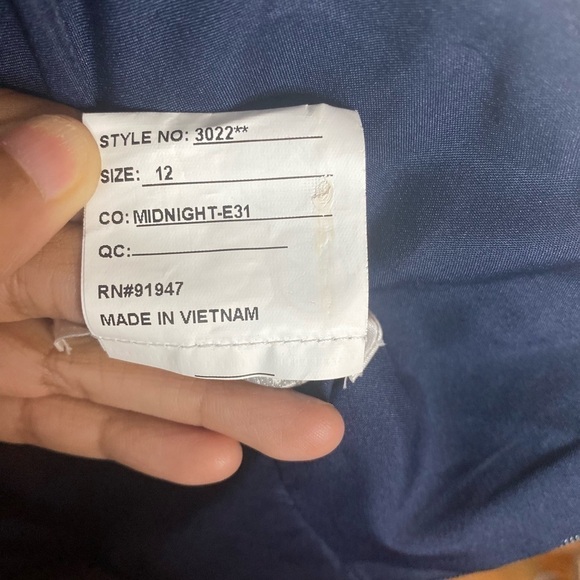 STYLE NO: 3022**
SIZE: 12
CO: MIDNIGHT-E31
QC:
RN#91947
MADE IN VIETNAM